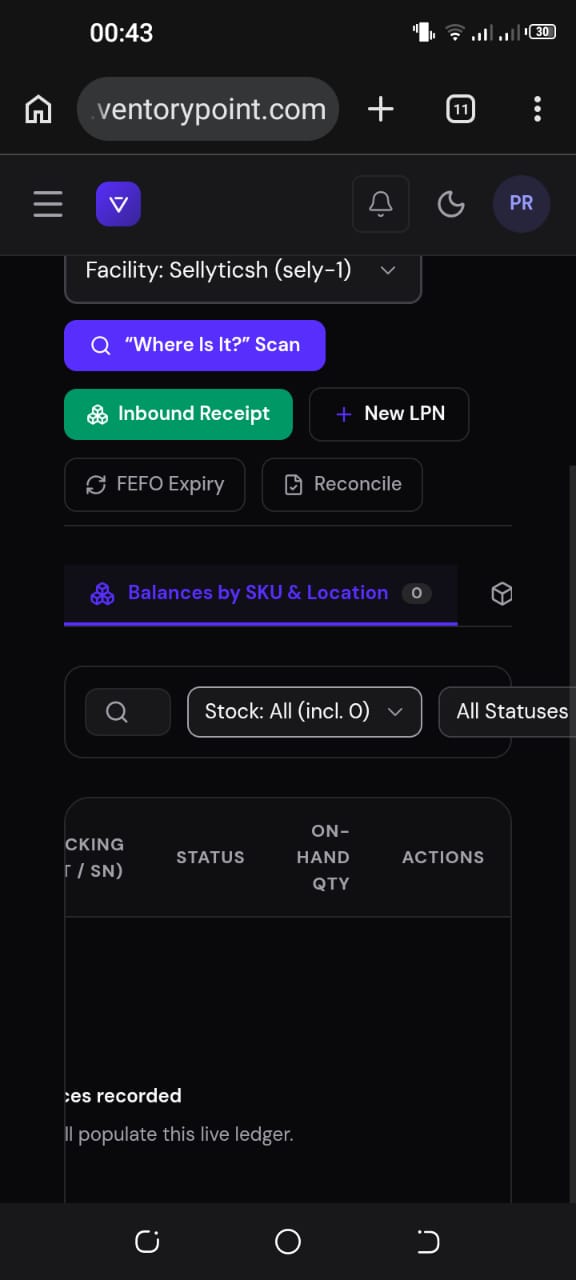 00:43
30
ventorypoint.com
11
PR
Facility: Sellyticsh (sely-1)
“Where Is It?” Scan
Inbound Receipt
New LPN
FEFO Expiry
Reconcile
Balances by SKU & Location 0
Stock: All (incl. 0)
All Statuses
CKING
T / SN)
STATUS
ON-
HAND
QTY
ACTIONS
ces recorded
ll populate this live ledger.